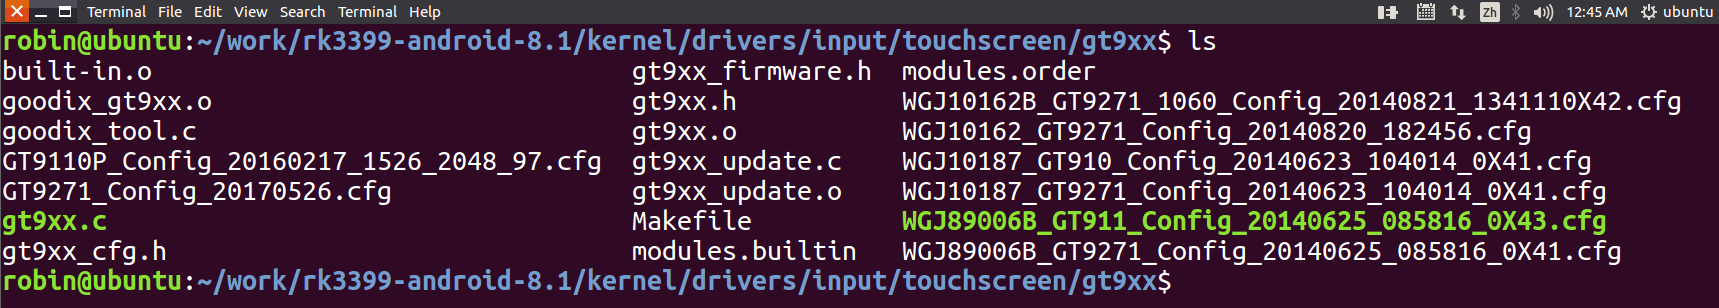 Terminal File Edit View Search Terminal Help Zh 12:45 AM ubuntu
robin@ubuntu:~/work/rk3399-android-8.1/kernel/drivers/input/touchscreen/gt9xx$ ls
built-in.o gt9xx_firmware.h modules.order
goodix_gt9xx.o gt9xx.h WGJ10162B_GT9271_1060_Config_20140821_1341110X42.cfg
goodix_tool.c gt9xx.o WGJ10162_GT9271_Config_20140820_182456.cfg
GT9110P_Config_20160217_1526_2048_97.cfg gt9xx_update.c WGJ10187_GT910_Config_20140623_104014_0X41.cfg
GT9271_Config_20170526.cfg gt9xx_update.o WGJ10187_GT9271_Config_20140623_104014_0X41.cfg
gt9xx.c Makefile WGJ89006B_GT911_Config_20140625_085816_0X43.cfg
gt9xx_cfg.h modules.builtin WGJ89006B_GT9271_Config_20140625_085816_0X41.cfg
robin@ubuntu:~/work/rk3399-android-8.1/kernel/drivers/input/touchscreen/gt9xx$